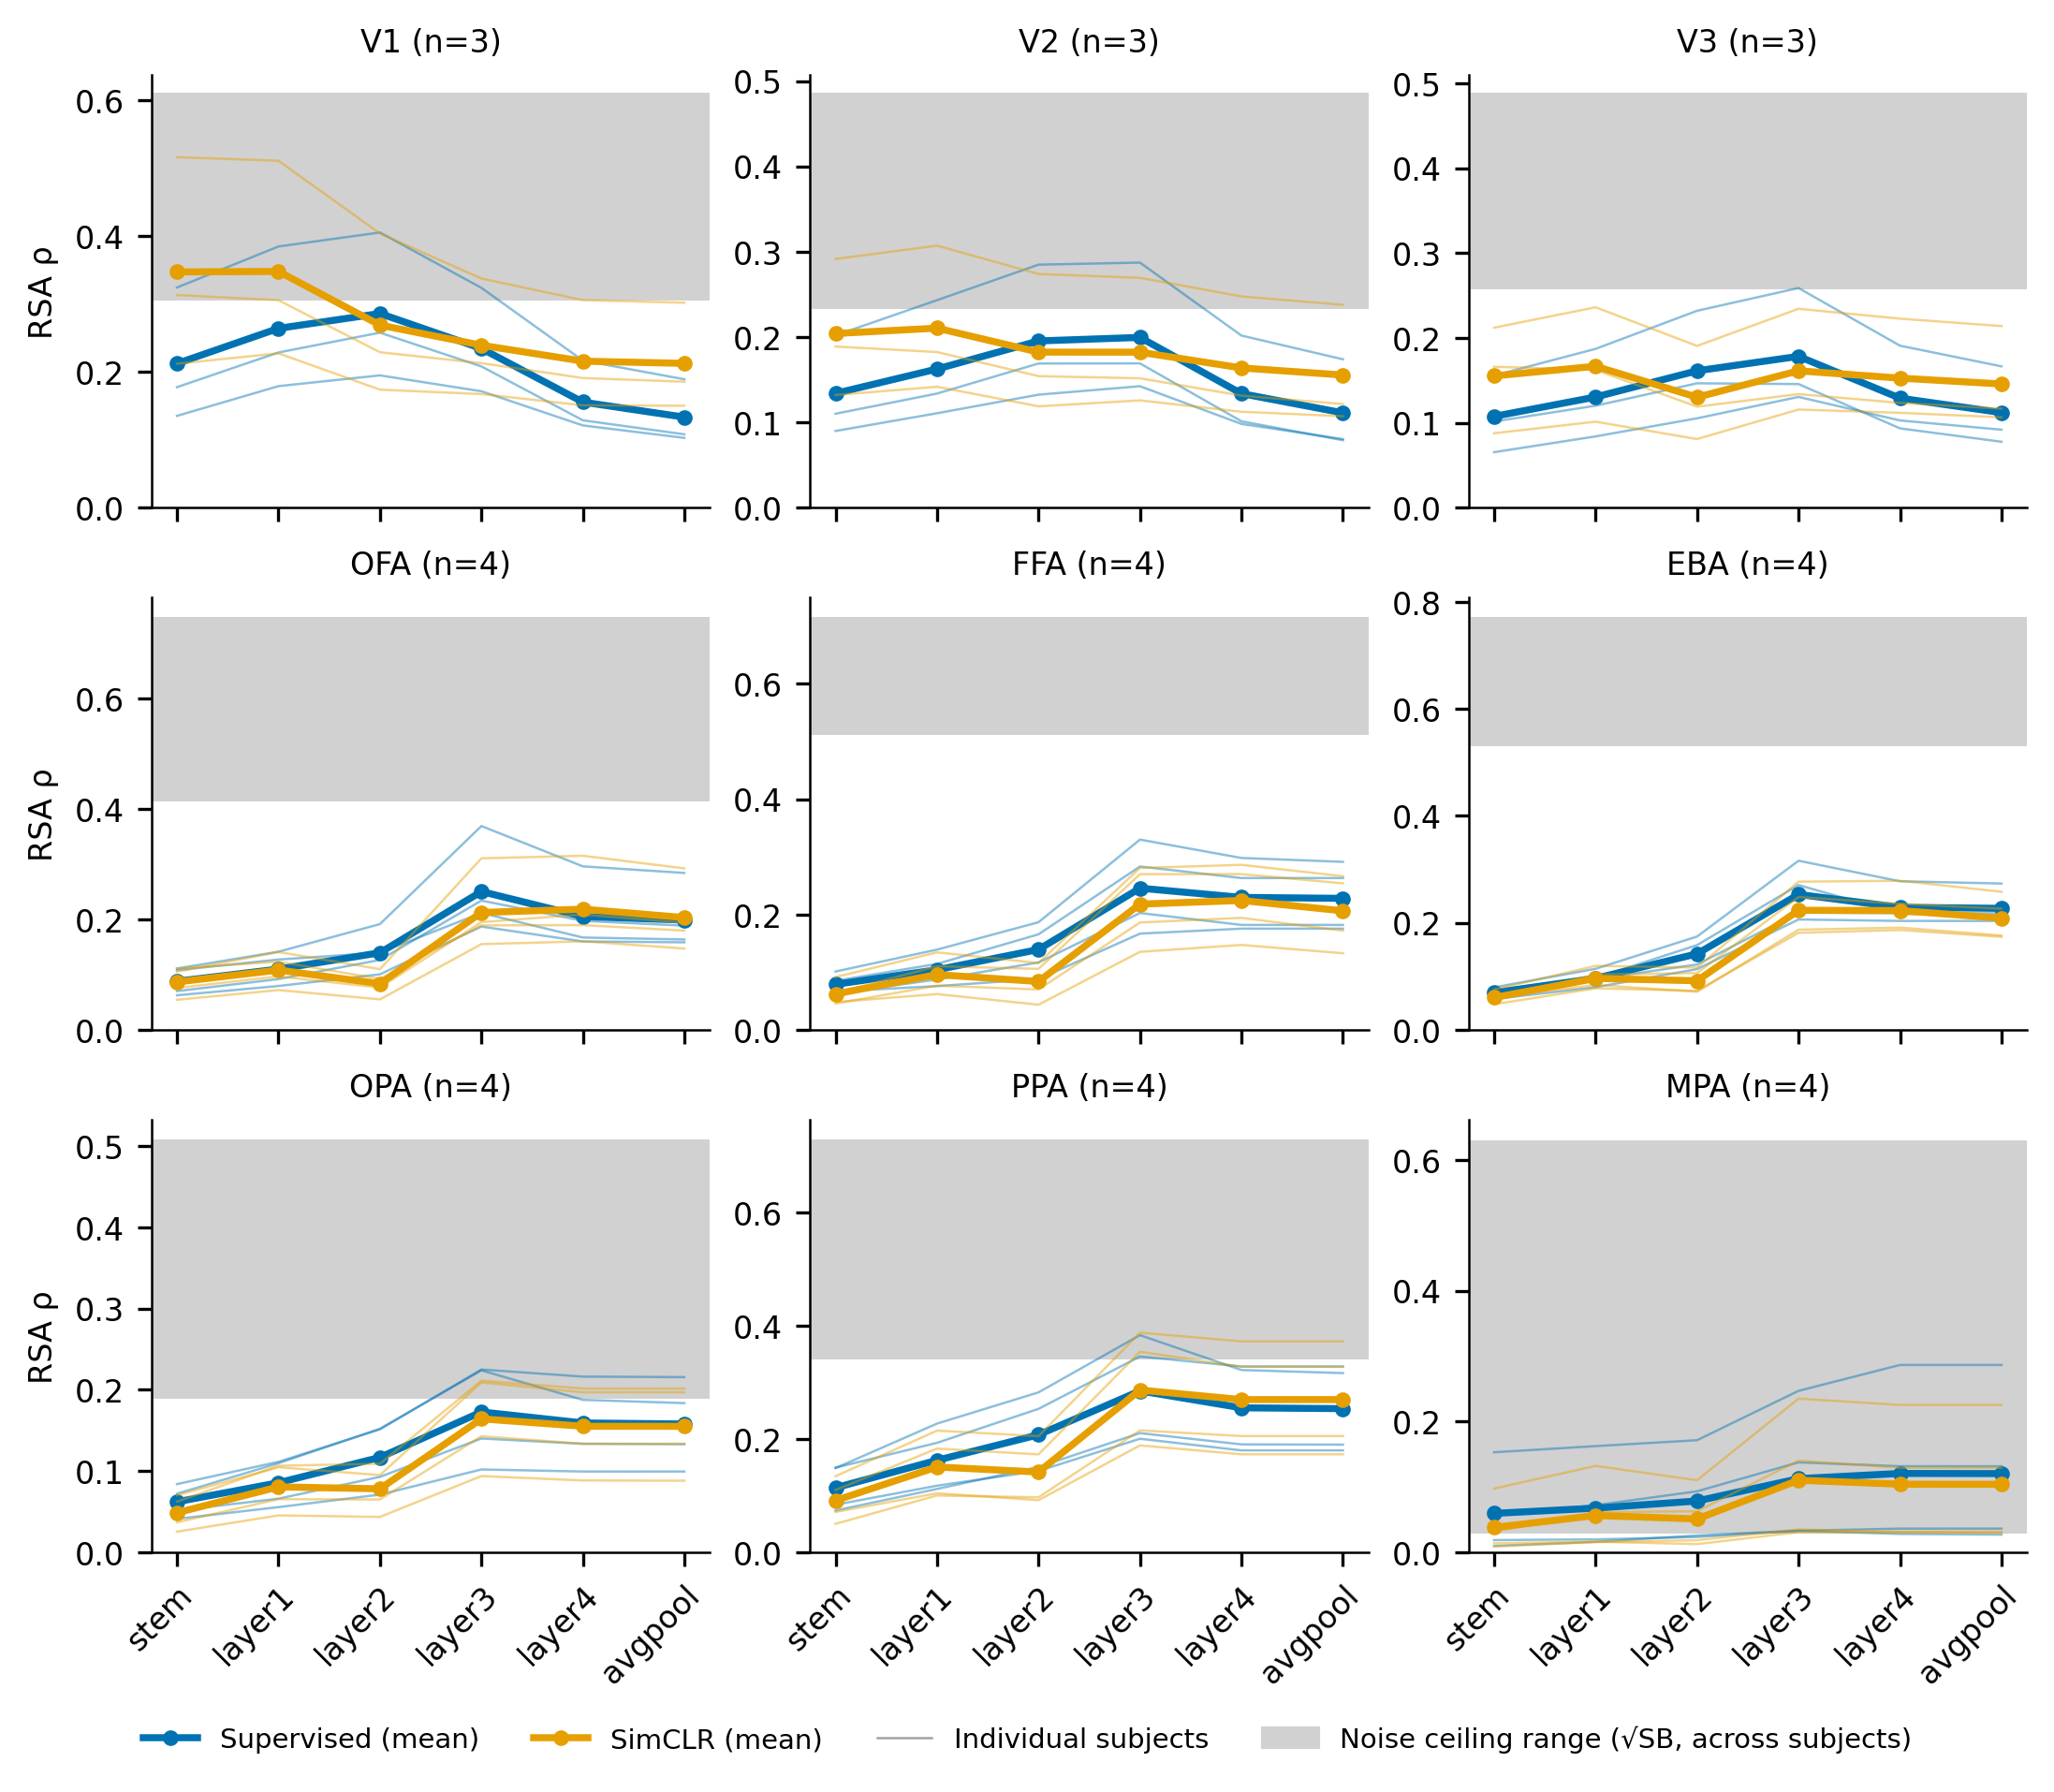 V1 (n=3)
V2 (n=3)
V3 (n=3)
RSA ρ
0.6
0.4
0.2
0.0
0.5
0.4
0.3
0.2
0.1
0.0
0.5
0.4
0.3
0.2
0.1
0.0
OFA (n=4)
FFA (n=4)
EBA (n=4)
RSA ρ
0.6
0.4
0.2
0.0
0.6
0.4
0.2
0.0
0.8
0.6
0.4
0.2
0.0
OPA (n=4)
PPA (n=4)
MPA (n=4)
RSA ρ
0.5
0.4
0.3
0.2
0.1
0.0
0.6
0.4
0.2
0.0
0.6
0.4
0.2
0.0
stem
layer1
layer2
layer3
layer4
avgpool
stem
layer1
layer2
layer3
layer4
avgpool
stem
layer1
layer2
layer3
layer4
avgpool
Supervised (mean)
SimCLR (mean)
Individual subjects
Noise ceiling range (√SB, across subjects)